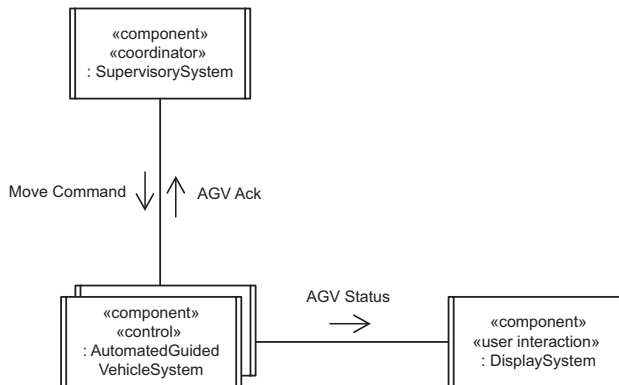 «component»
«coordinator»
: SupervisorySystem
Move Command
AGV Ack
AGV Status
«component»
«control»
: AutomatedGuided
VehicleSystem
«component»
«user interaction»
: DisplaySystem